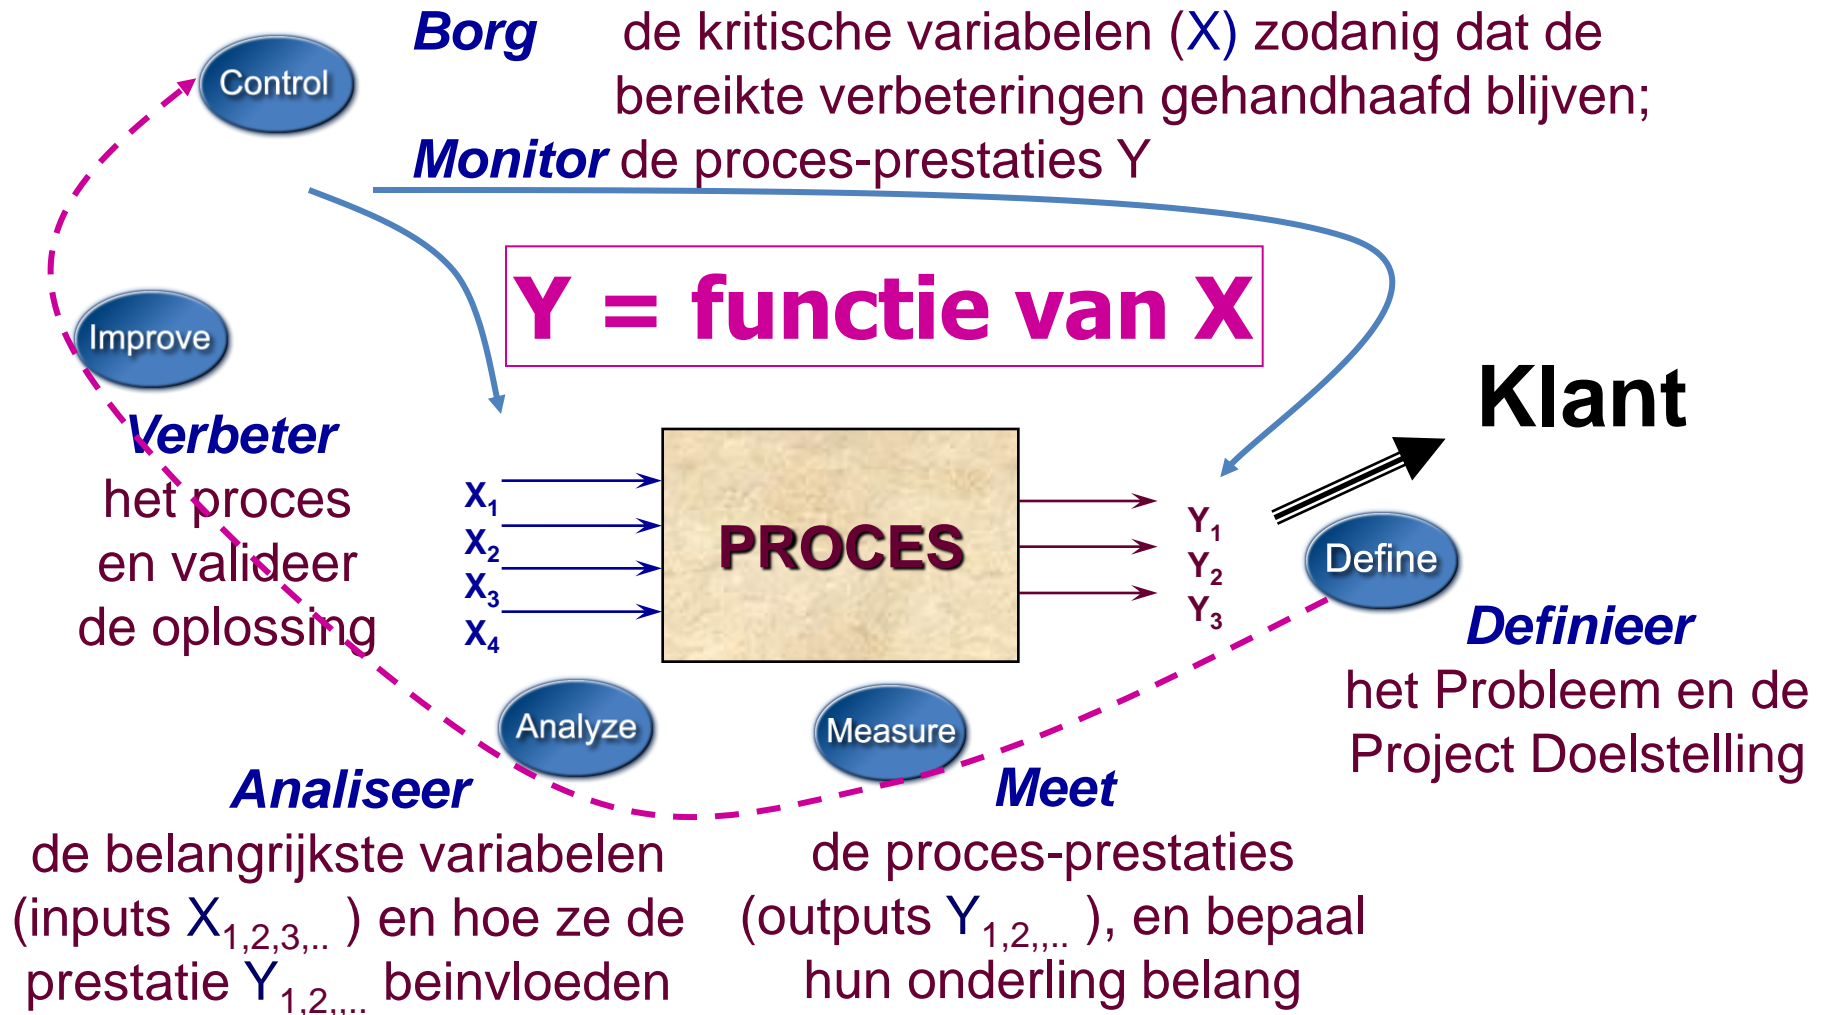 Control
Borg de kritische variabelen (X) zodanig dat de
bereikte verbeteringen gehandhaafd blijven;
Monitor de proces-prestaties Y
Y = functie van X
Improve
Verbeter
het proces
en valideer
de oplossing
Klant
X1
X2
X3
X4
PROCES
Y1
Y2
Y3
Define
Definieer
het Probleem en de
Project Doelstelling
Analyze
Analiseer
de belangrijkste variabelen
(inputs X1,2,3,.. ) en hoe ze de
prestatie Y1,2,,.. beinvloeden
Measure
Meet
de proces-prestaties
(outputs Y1,2,,.. ), en bepaal
hun onderling belang